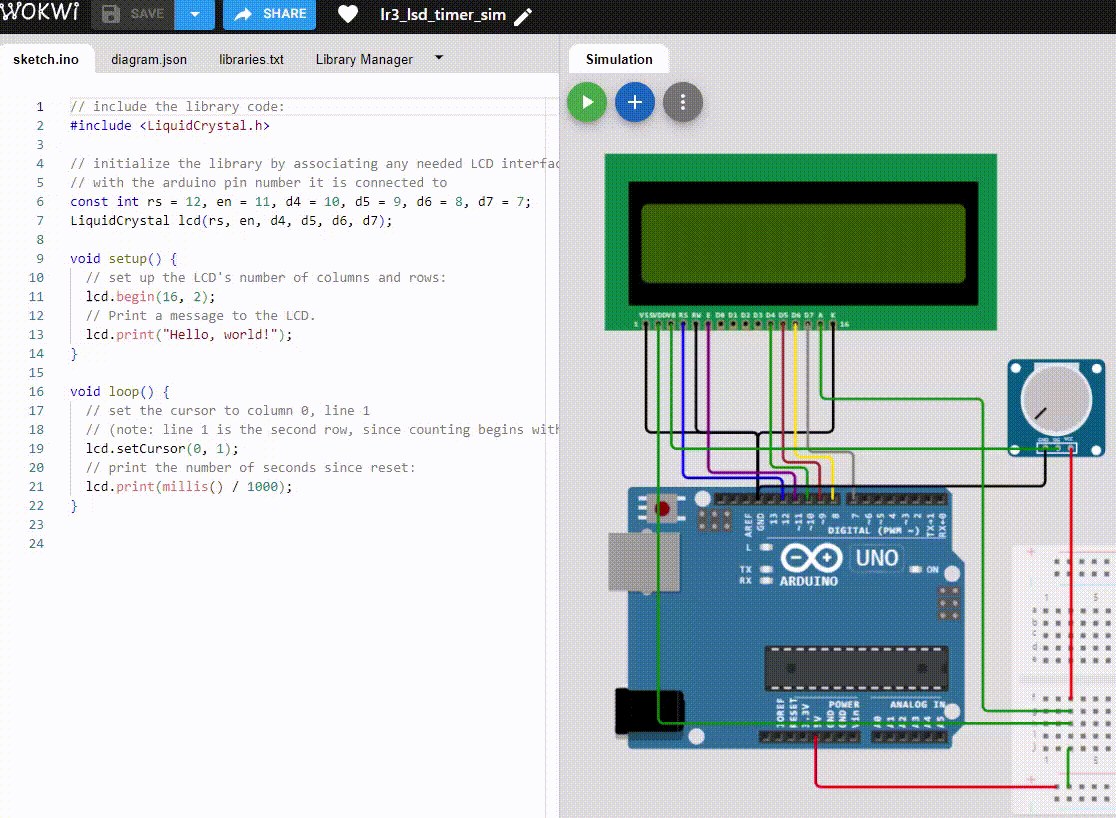 WOKWI SAVE SHARE lr3_lsd_timer_sim
sketch.ino diagram.json libraries.txt Library Manager
Simulation
1 // include the library code:
2 #include <LiquidCrystal.h>
3
4 // initialize the library by associating any needed LCD interfac
5 // with the arduino pin number it is connected to
6 const int rs = 12, en = 11, d4 = 10, d5 = 9, d6 = 8, d7 = 7;
7 LiquidCrystal lcd(rs, en, d4, d5, d6, d7);
8
9 void setup() {
10 // set up the LCD's number of columns and rows:
11 lcd.begin(16, 2);
12 // Print a message to the LCD.
13 lcd.print("Hello, world!");
14 }
15
16 void loop() {
17 // set the cursor to column 0, line 1
18 // (note: line 1 is the second row, since counting begins with
19 lcd.setCursor(0, 1);
20 // print the number of seconds since reset:
21 lcd.print(millis() / 1000);
22 }
23
24
VSS VDD V0 RS RW E D0 D1 D2 D3 D4 D5 D6 D7 A K
1 16
GND SIG VCC
AREF GND 13 12 ~11 ~10 ~9 8 7 ~6 ~5 4 ~3 2 TX→1 RX←0
DIGITAL (PWM ~)
L
TX
RX
UNO
ON
ARDUINO
IOREF RESET 3.3V 5V GND GND Vin
POWER
ANALOG IN
A0 A1 A2 A3 A4 A5
1 5
a
b
c
d
e
f
1 5